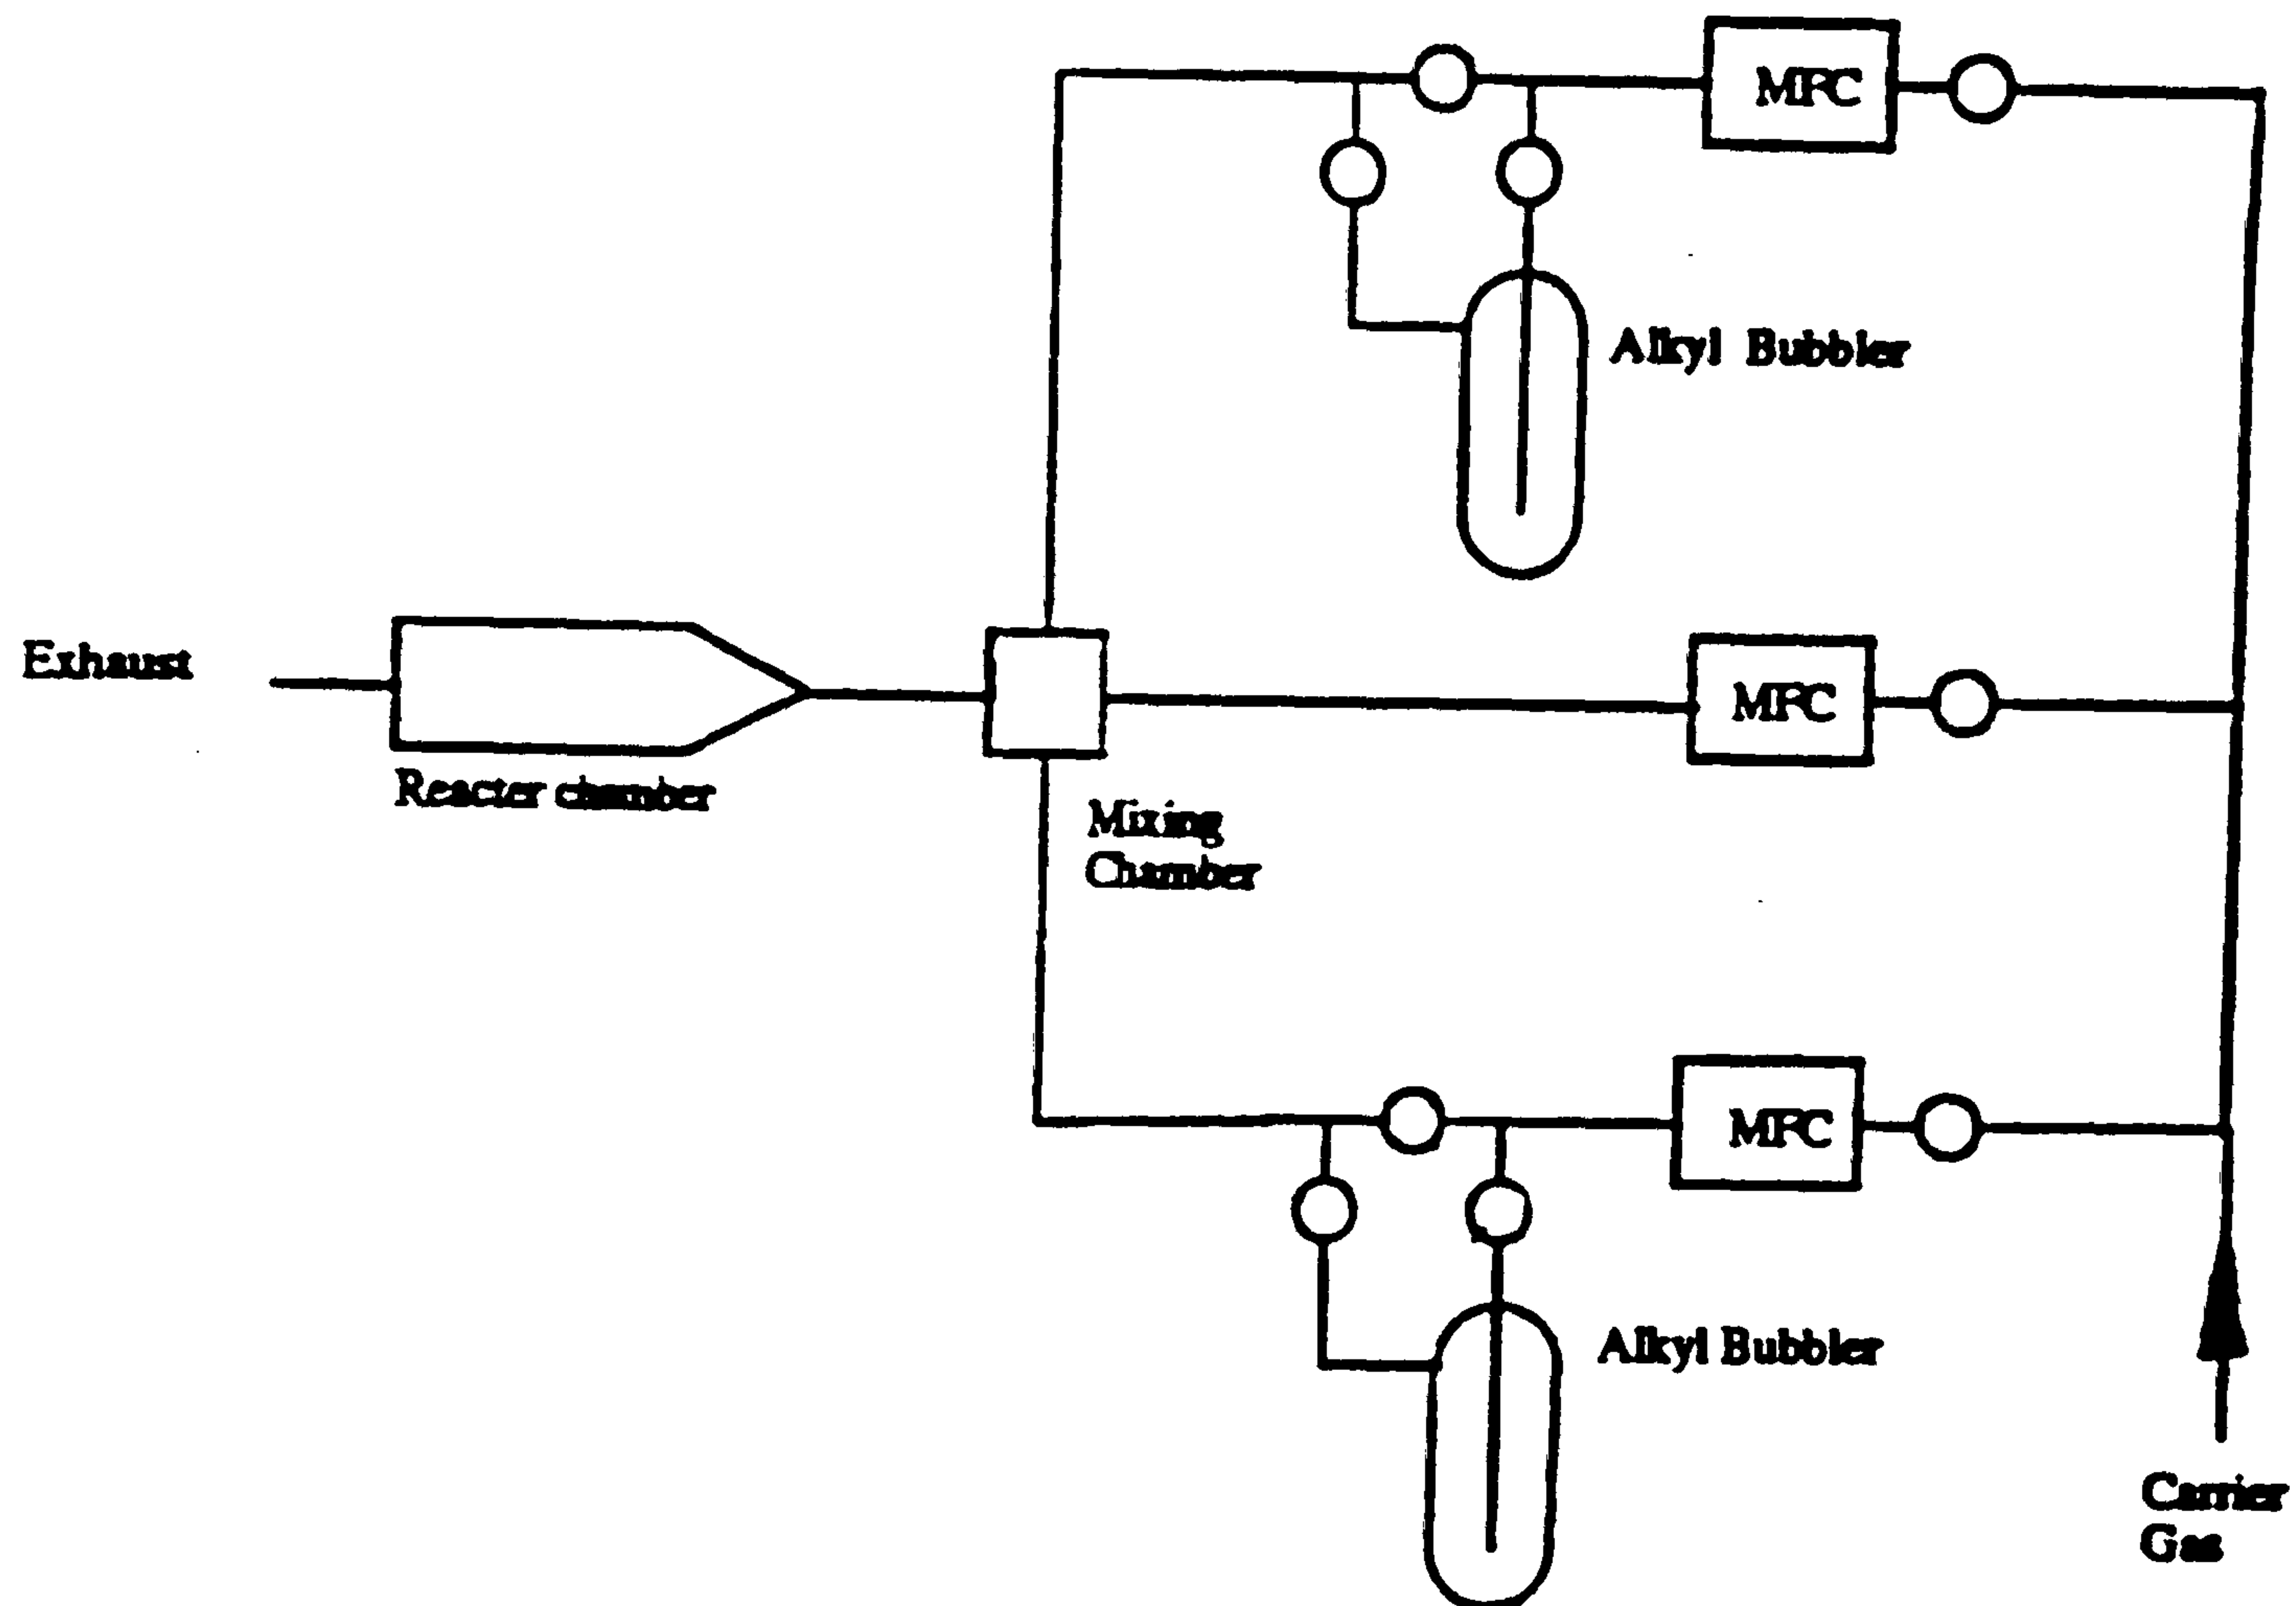 MFC
Alkyl Bubbler
Exhaust
MFC
Reacter chamber
Mixing
Chamber
MFC
Alkyl Bubbler
Carrier
Gas